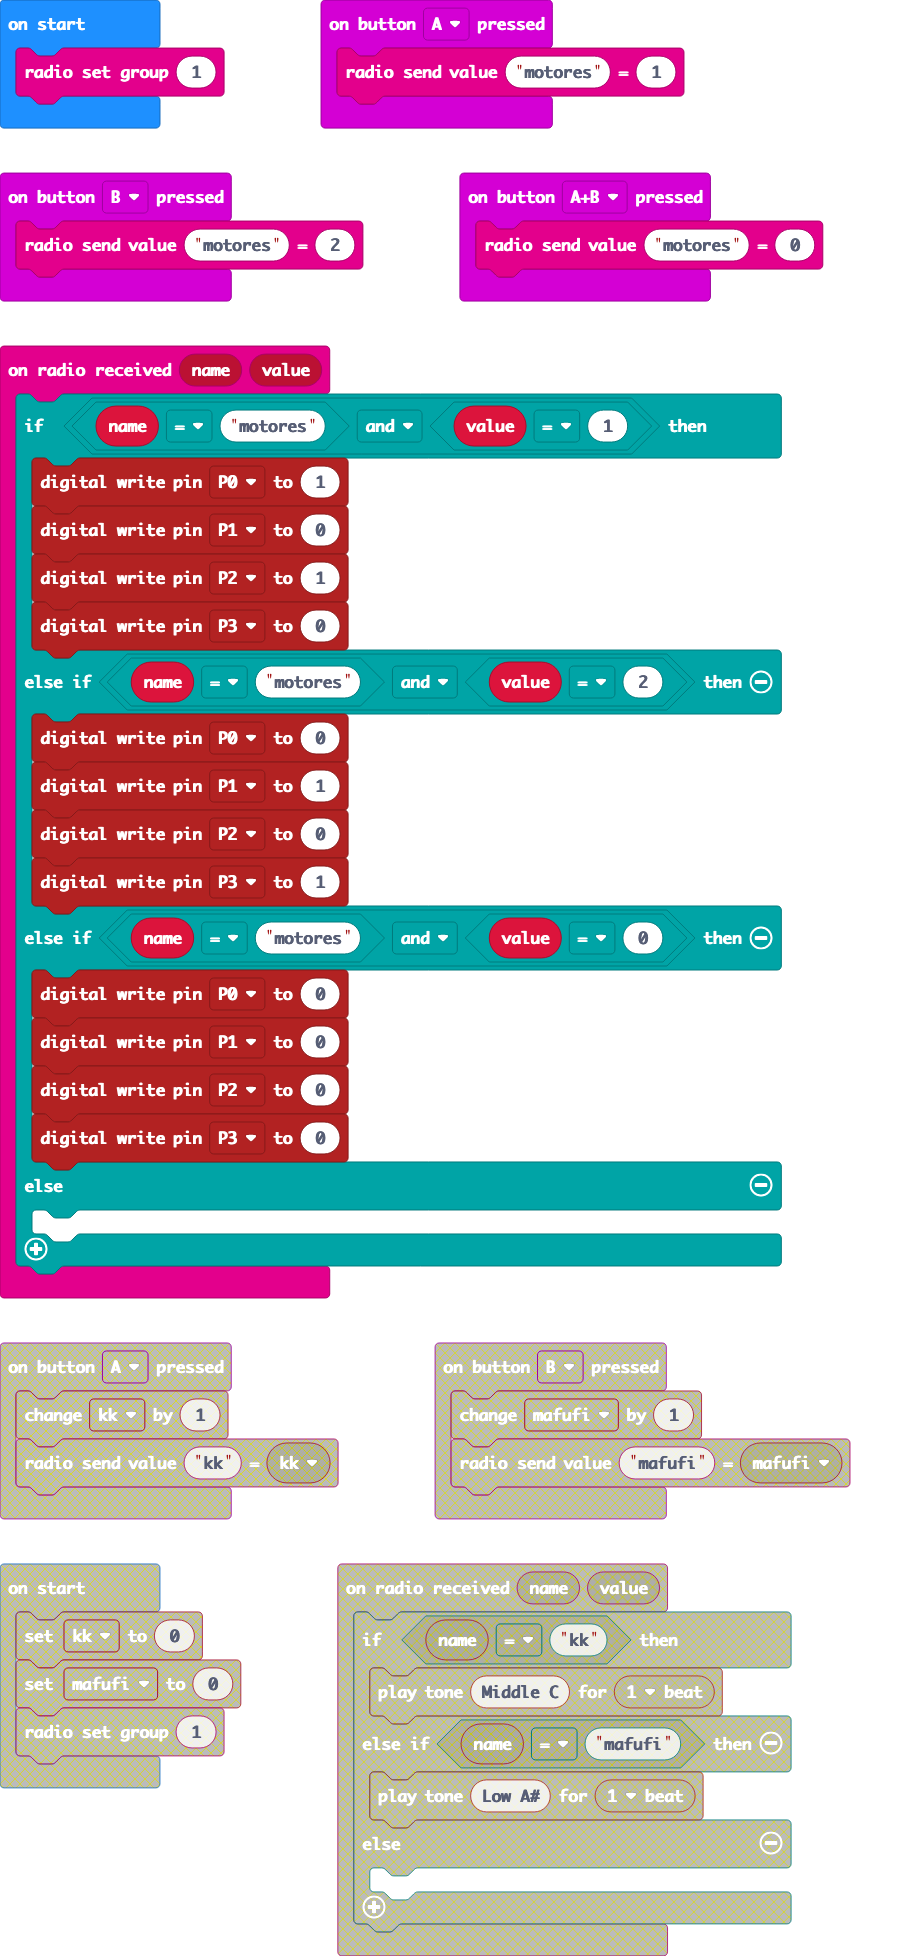 on start
radio set group 1
on button A pressed
radio send value "motores" = 1
on button B pressed
radio send value "motores" = 2
on button A+B pressed
radio send value "motores" = 0
on radio received name value
if name = "motores" and value = 1 then
digital write pin P0 to 1
digital write pin P1 to 0
digital write pin P2 to 1
digital write pin P3 to 0
else if name = "motores" and value = 2 then
digital write pin P0 to 0
digital write pin P1 to 1
digital write pin P2 to 0
digital write pin P3 to 1
else if name = "motores" and value = 0 then
digital write pin P0 to 0
digital write pin P1 to 0
digital write pin P2 to 0
digital write pin P3 to 0
else
on button A pressed
change kk by 1
radio send value "kk" = kk
on button B pressed
change mafufi by 1
radio send value "mafufi" = mafufi
on start
set kk to 0
set mafufi to 0
radio set group 1
on radio received name value
if name = "kk" then
play tone Middle C for 1 beat
else if name = "mafufi" then
play tone Low A# for 1 beat
else